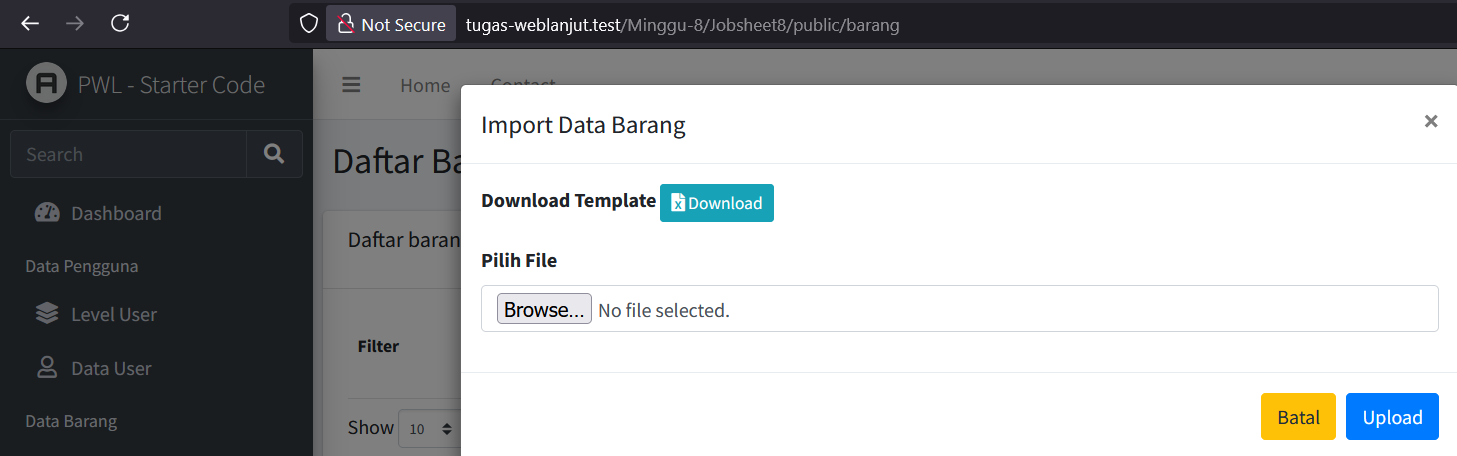 Not Secure tugas-weblanjut.test/Minggu-8/Jobsheet8/public/barang
PWL - Starter Code
Search
Dashboard
Data Pengguna
Level User
Data User
Data Barang
Home Contact
Daftar Ba
Daftar baran
Filter
Show 10
Import Data Barang ×
Download Template Download
Pilih File
Browse... No file selected.
Batal Upload